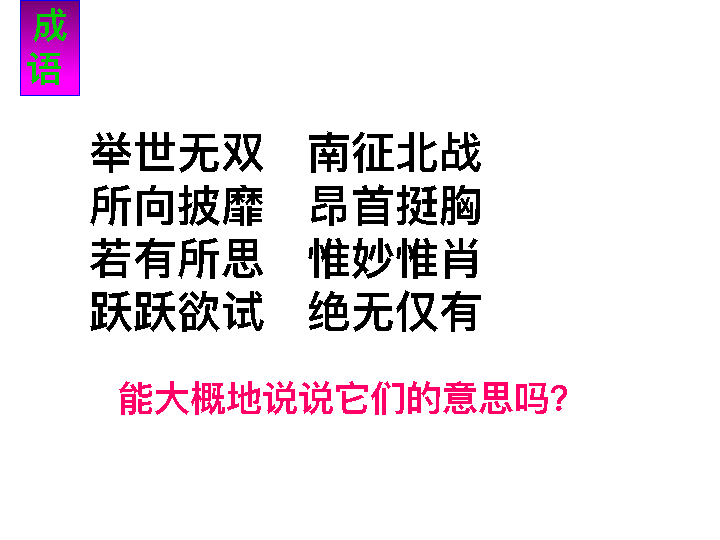 成
语
举世无双　南征北战
所向披靡　昂首挺胸
若有所思　惟妙惟肖
跃跃欲试　绝无仅有
能大概地说说它们的意思吗?